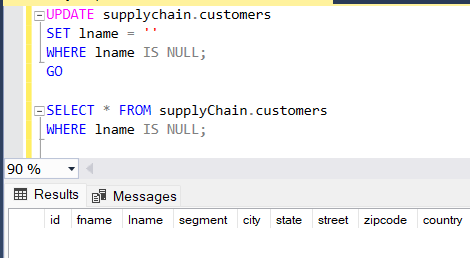 UPDATE supplychain.customers
SET lname = ''
WHERE lname IS NULL;
GO
SELECT * FROM supplyChain.customers
WHERE lname IS NULL;
90 %
Results Messages
id fname lname segment city state street zipcode country